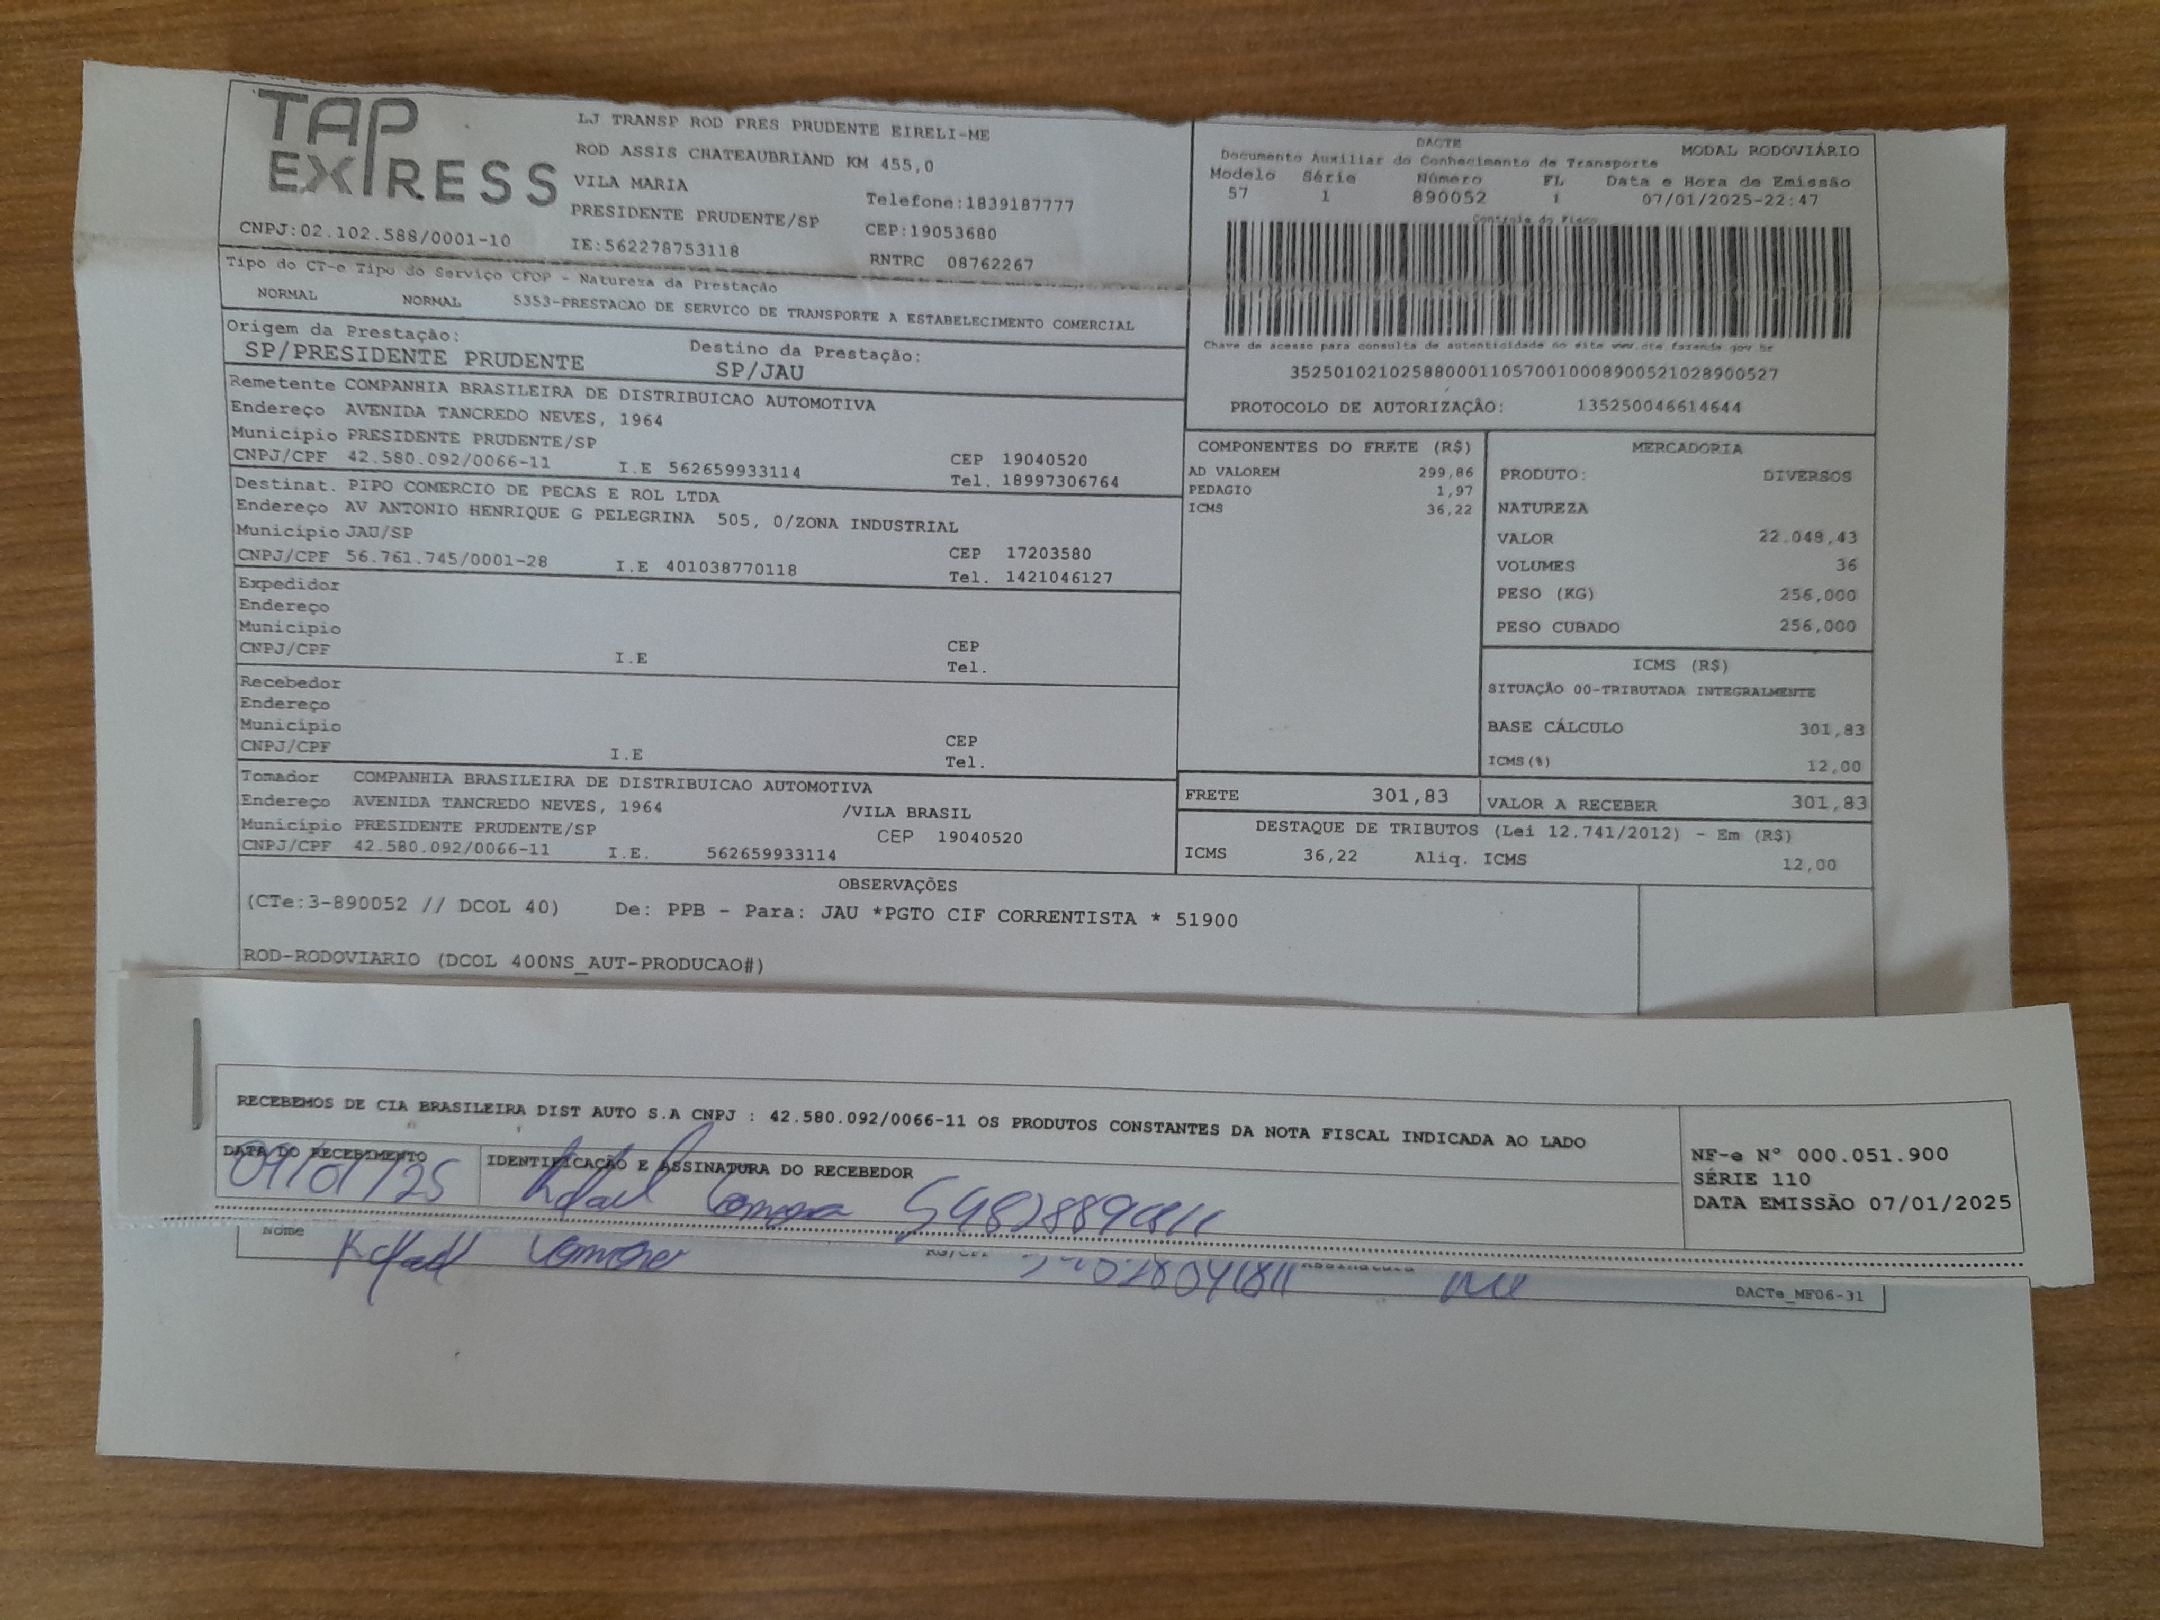 TAP EXPRESS
LJ TRANSP ROD PRES PRUDENTE EIRELI-ME
ROD ASSIS CHATEAUBRIAND KM 455,0
VILA MARIA
Telefone:1839187777
PRESIDENTE PRUDENTE/SP
CEP:19053680
CNPJ:02.102.588/0001-10
IE:562278753118
RNTRC 08762267
DACTE
MODAL RODOVIÁRIO
Documento Auxiliar do Conhecimento de Transporte
Modelo Série Número FL Data e Hora de Emissão
57 1 890052 1 07/01/2025-22:47
Controle do Fisco
Chave de acesso para consulta de autenticidade no site www.cte.fazenda.gov.br
35250102102588000110570010008900521028900527
PROTOCOLO DE AUTORIZAÇÃO: 135250046614644
Tipo do CT-e Tipo do Serviço CFOP - Natureza da Prestação
NORMAL NORMAL 5353-PRESTACAO DE SERVICO DE TRANSPORTE A ESTABELECIMENTO COMERCIAL
Origem da Prestação: Destino da Prestação:
SP/PRESIDENTE PRUDENTE SP/JAU
Remetente COMPANHIA BRASILEIRA DE DISTRIBUICAO AUTOMOTIVA
Endereço AVENIDA TANCREDO NEVES, 1964
Município PRESIDENTE PRUDENTE/SP CEP 19040520
CNPJ/CPF 42.580.092/0066-11 I.E 562659933114 Tel. 18997306764
Destinat. PIPO COMERCIO DE PECAS E ROL LTDA
Endereço AV ANTONIO HENRIQUE G PELEGRINA 505, 0/ZONA INDUSTRIAL
Município JAU/SP CEP 17203580
CNPJ/CPF 56.761.745/0001-28 I.E 401038770118 Tel. 1421046127
Expedidor
Endereço
Município CEP
CNPJ/CPF I.E Tel.
Recebedor
Endereço
Município CEP
CNPJ/CPF I.E Tel.
Tomador COMPANHIA BRASILEIRA DE DISTRIBUICAO AUTOMOTIVA
Endereço AVENIDA TANCREDO NEVES, 1964 /VILA BRASIL
Município PRESIDENTE PRUDENTE/SP CEP 19040520
CNPJ/CPF 42.580.092/0066-11 I.E. 562659933114
COMPONENTES DO FRETE (R$)
AD VALOREM 299,86
PEDAGIO 1,97
ICMS 36,22
MERCADORIA
PRODUTO: DIVERSOS
NATUREZA
VALOR 22.049,43
VOLUMES 36
PESO (KG) 256,000
PESO CUBADO 256,000
ICMS (R$)
SITUAÇÃO 00-TRIBUTADA INTEGRALMENTE
BASE CÁLCULO 301,83
ICMS(%) 12,00
FRETE 301,83
VALOR A RECEBER 301,83
DESTAQUE DE TRIBUTOS (Lei 12.741/2012) - Em (R$)
ICMS 36,22 Aliq. ICMS 12,00
OBSERVAÇÕES
(CTe:3-890052 // DCOL 40) De: PPB - Para: JAU *PGTO CIF CORRENTISTA * 51900
ROD-RODOVIARIO (DCOL 400NS_AUT-PRODUCAO#)
RECEBEMOS DE CIA BRASILEIRA DIST AUTO S.A CNPJ : 42.580.092/0066-11 OS PRODUTOS CONSTANTES DA NOTA FISCAL INDICADA AO LADO
DATA DO RECEBIMENTO IDENTIFICAÇÃO E ASSINATURA DO RECEBEDOR
09/01/25
NF-e N° 000.051.900
SÉRIE 110
DATA EMISSÃO 07/01/2025
Nome
DACTe_MF06-31